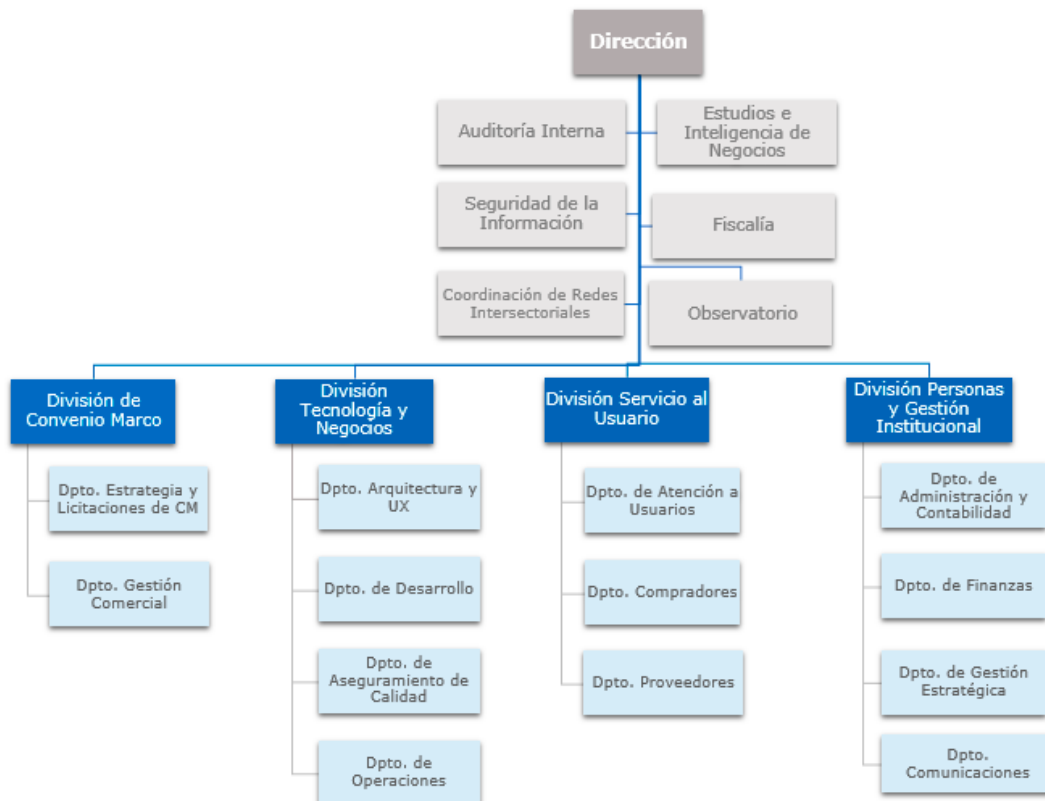 Dirección
Auditoría Interna
Estudios e
Inteligencia de
Negocios
Seguridad de la
Información
Fiscalía
Coordinación de Redes
Intersectoriales
Observatorio
División de
Convenio Marco
Dpto. Estrategia y
Licitaciones de CM
Dpto. Gestión
Comercial
División
Tecnología y
Negocios
Dpto. Arquitectura y
UX
Dpto. de Desarrollo
Dpto. de
Aseguramiento de
Calidad
Dpto. de
Operaciones
División Servicio al
Usuario
Dpto. de Atención a
Usuarios
Dpto. Compradores
Dpto. Proveedores
División Personas
y Gestión
Institucional
Dpto. de
Administración y
Contabilidad
Dpto. de Finanzas
Dpto. de Gestión
Estratégica
Dpto.
Comunicaciones